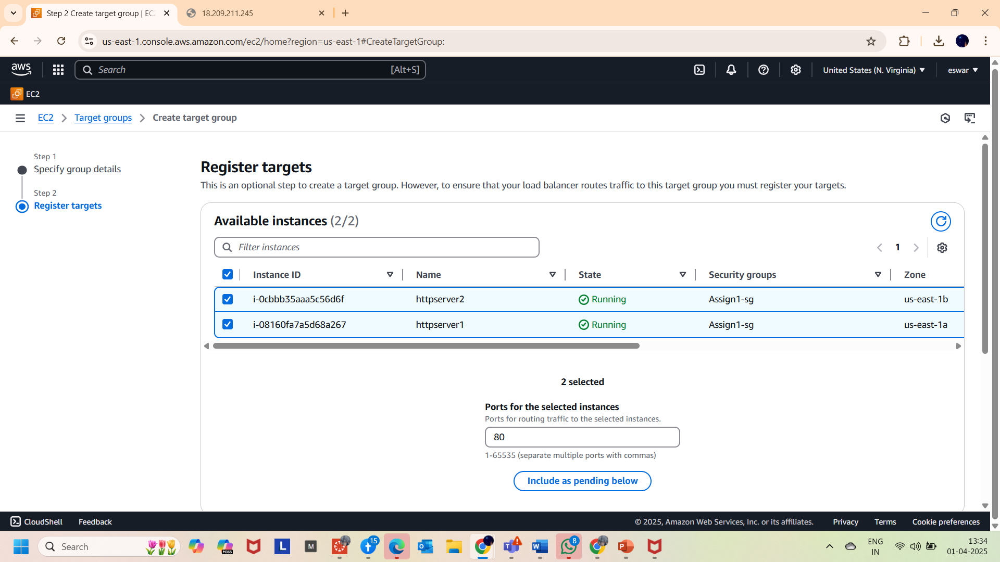 Step 2 Create target group | EC
18.209.211.245
us-east-1.console.aws.amazon.com/ec2/home?region=us-east-1#CreateTargetGroup:
aws
Search
[Alt+S]
United States (N. Virginia)
eswar
EC2
EC2
Target groups
Create target group
Step 1
Specify group details
Step 2
Register targets
Register targets
This is an optional step to create a target group. However, to ensure that your load balancer routes traffic to this target group you must register your targets.
Available instances (2/2)
Filter instances
1
Instance ID Name State Security groups Zone
i-0cbbb35aaa5c56d6f httpserver2 Running Assign1-sg us-east-1b
i-08160fa7a5d68a267 httpserver1 Running Assign1-sg us-east-1a
2 selected
Ports for the selected instances
Ports for routing traffic to the selected instances.
80
1-65535 (separate multiple ports with commas)
Include as pending below
CloudShell
Feedback
© 2025, Amazon Web Services, Inc. or its affiliates.
Privacy
Terms
Cookie preferences
Search
M365
L
M
15
8
ENG
IN
13:34
01-04-2025